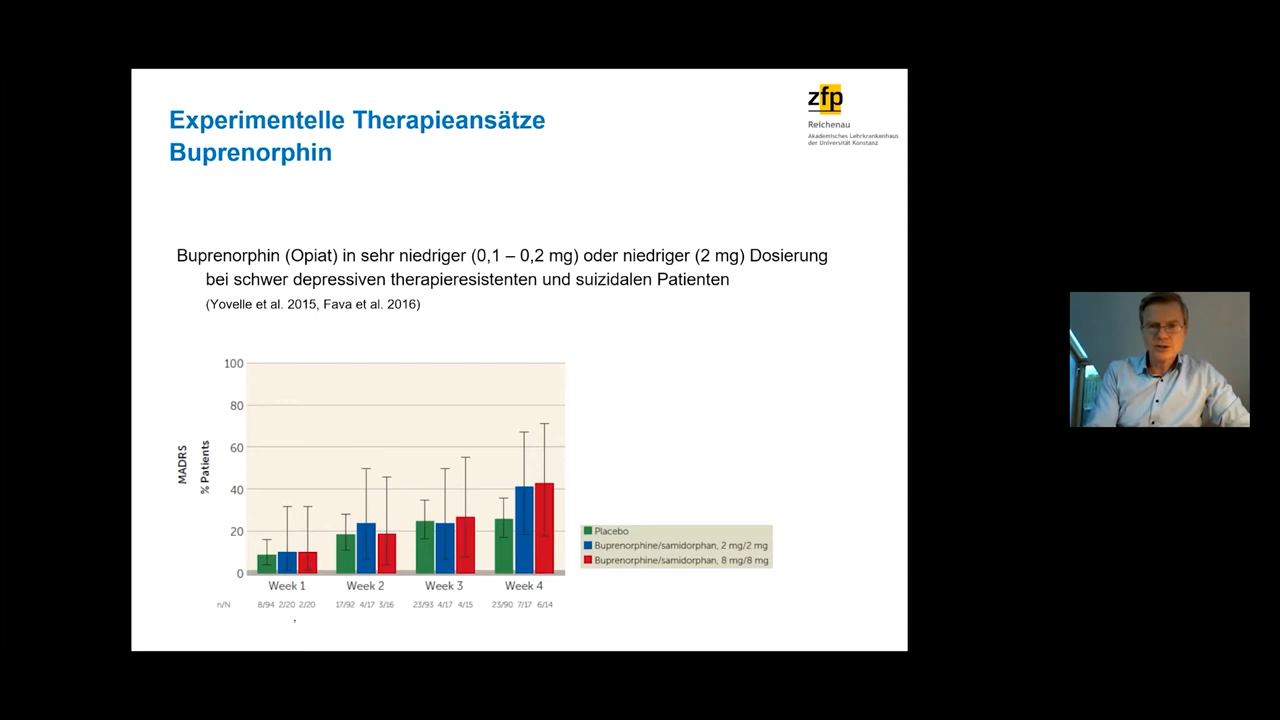 Experimentelle Therapieansätze
Buprenorphin
zfp
Reichenau
Akademisches Lehrkrankenhaus
der Universität Konstanz
Buprenorphin (Opiat) in sehr niedriger (0,1 – 0,2 mg) oder niedriger (2 mg) Dosierung
bei schwer depressiven therapieresistenten und suizidalen Patienten
(Yovelle et al. 2015, Fava et al. 2016)
MADRS
% Patients
100
80
60
40
20
0
Week 1 Week 2 Week 3 Week 4
n/N 8/94 2/20 2/20 17/92 4/17 3/16 23/93 4/17 4/15 23/90 7/17 6/14
,
Placebo
Buprenorphine/samidorphan, 2 mg/2 mg
Buprenorphine/samidorphan, 8 mg/8 mg